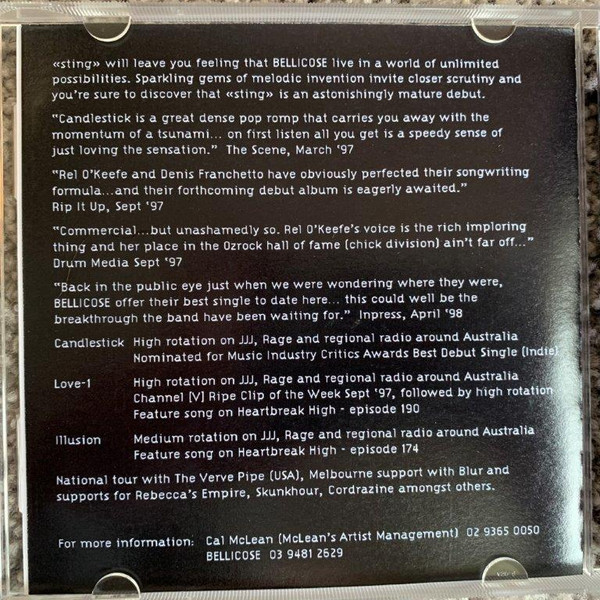 «sting» will leave you feeling that BELLICOSE live in a world of unlimited
possibilities. Sparkling gems of melodic invention invite closer scrutiny and
you're sure to discover that «sting» is an astonishingly mature debut.
"Candlestick is a great dense pop romp that carries you away with the
momentum of a tsunami... on first listen all you get is a speedy sense of
just loving the sensation." The Scene, March '97
"Rel O'Keefe and Denis Franchetto have obviously perfected their songwriting
formula...and their forthcoming debut album is eagerly awaited."
Rip It Up, Sept '97
"Commercial...but unashamedly so. Rel O'Keefe's voice is the rich imploring
thing and her place in the Ozrock hall of fame (chick division) ain't far off..."
Drum Media Sept '97
"Back in the public eye just when we were wondering where they were,
BELLICOSE offer their best single to date here... this could well be the
breakthrough the band have been waiting for." Inpress, April '98
Candlestick High rotation on JJJ, Rage and regional radio around Australia
Nominated for Music Industry Critics Awards Best Debut Single (Indie)
Love-1 High rotation on JJJ, Rage and regional radio around Australia
Channel [V] Ripe Clip of the Week Sept '97, followed by high rotation
Feature song on Heartbreak High - episode 190
Illusion Medium rotation on JJJ, Rage and regional radio around Australia
Feature song on Heartbreak High - episode 174
National tour with The Verve Pipe (USA), Melbourne support with Blur and
supports for Rebecca's Empire, Skunkhour, Cordrazine amongst others.
For more information: Cal McLean (McLean's Artist Management) 02 9365 0050
BELLICOSE 03 9481 2629